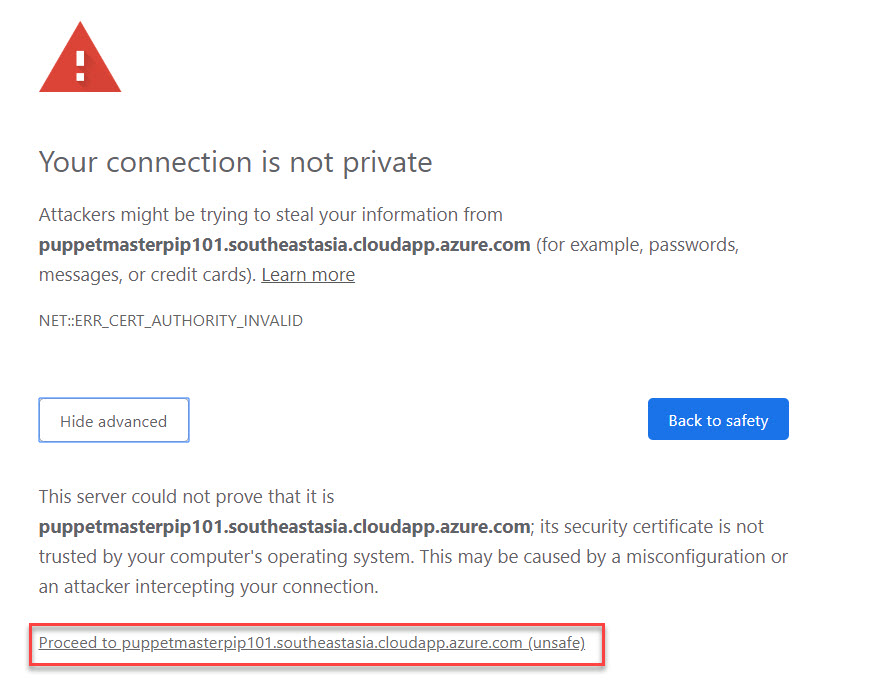 Your connection is not private
Attackers might be trying to steal your information from
puppetmasterpip101.southeastasia.cloudapp.azure.com (for example, passwords,
messages, or credit cards). Learn more
NET::ERR_CERT_AUTHORITY_INVALID
Hide advanced
Back to safety
This server could not prove that it is
puppetmasterpip101.southeastasia.cloudapp.azure.com; its security certificate is not
trusted by your computer's operating system. This may be caused by a misconfiguration or
an attacker intercepting your connection.
Proceed to puppetmasterpip101.southeastasia.cloudapp.azure.com (unsafe)